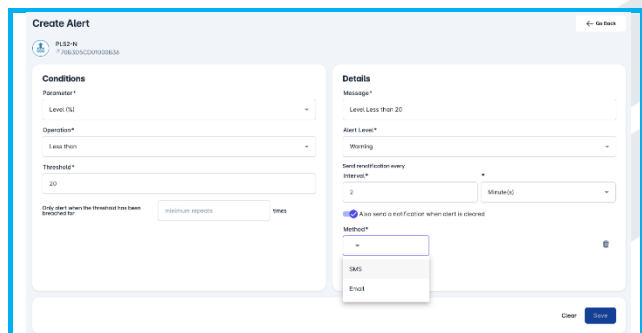 Create Alert
Go Back
PLS2-N
Conditions
Parameter*
Level (%)
Operation*
Less than
Threshold*
20
Only alert when the threshold has been
breached for
minimum repeats
times
Details
Message*
Level Less than 20
Alert Level*
Warning
Send renotification every
Interval*
*
2
Minute(s)
Also send a notification when alert is cleared
Method*
SMS
Email
Clear
Save